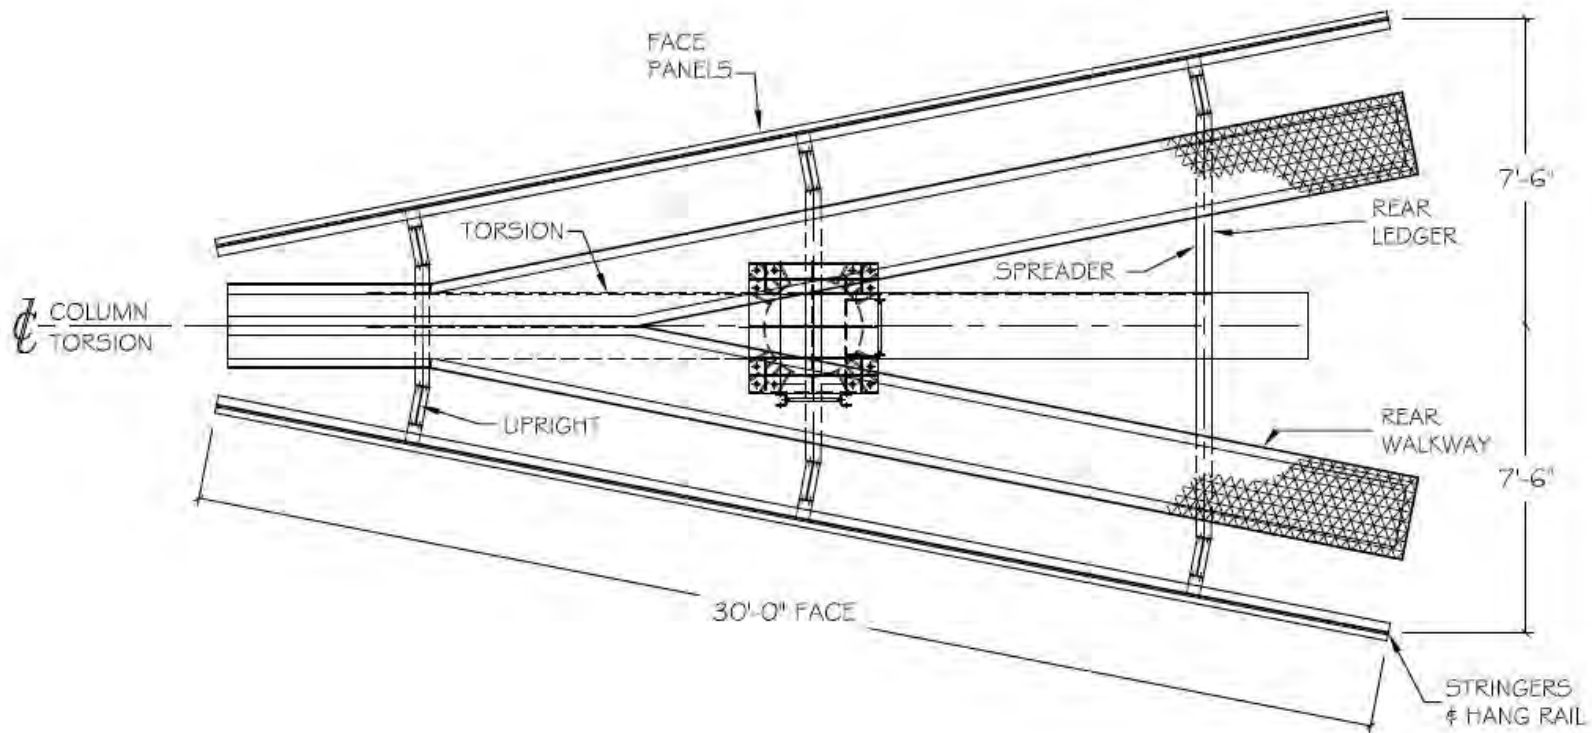 FACE
PANELS
7'-6"
TORSION
REAR
LEDGER
SPREADER
℄ COLUMN
TORSION
UPRIGHT
REAR
WALKWAY
7'-6"
30'-0" FACE
STRINGERS
& HANG RAIL